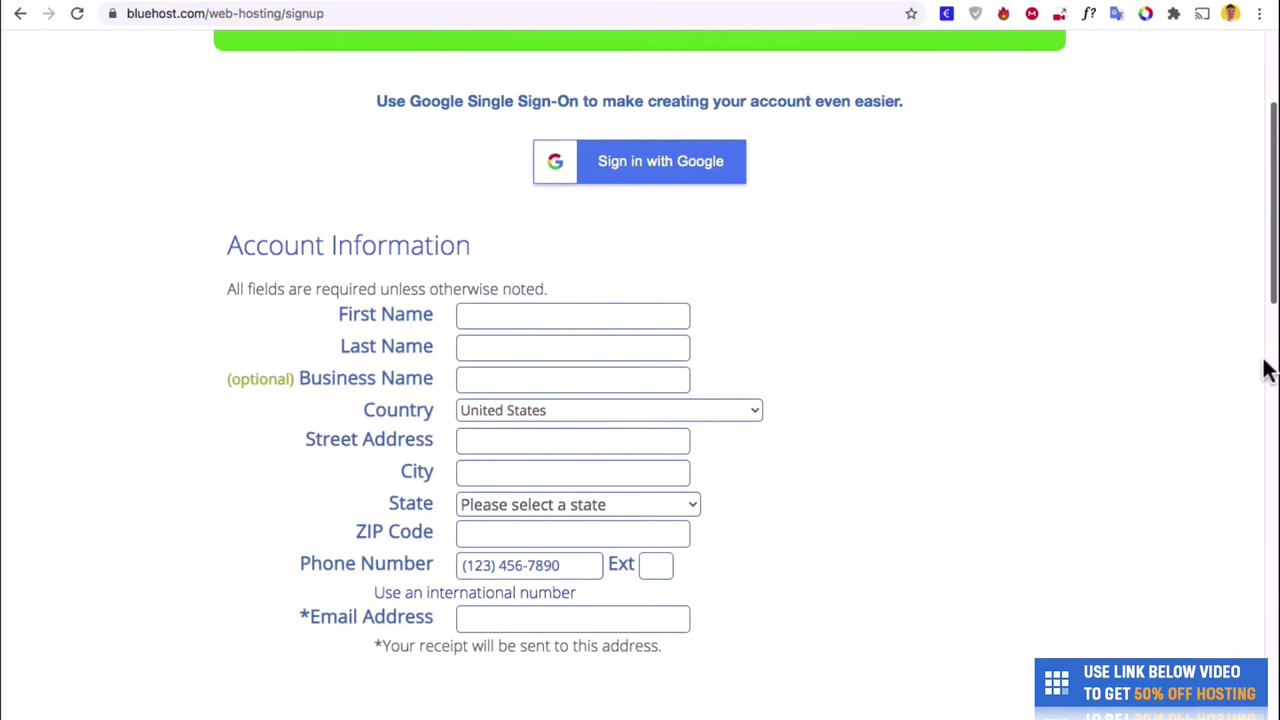 bluehost.com/web-hosting/signup
Use Google Single Sign-On to make creating your account even easier.
G Sign in with Google
Account Information
All fields are required unless otherwise noted.
First Name
Last Name
(optional) Business Name
Country United States
Street Address
City
State Please select a state
ZIP Code
Phone Number (123) 456-7890 Ext
Use an international number
*Email Address
*Your receipt will be sent to this address.
USE LINK BELOW VIDEO
TO GET 50% OFF HOSTING